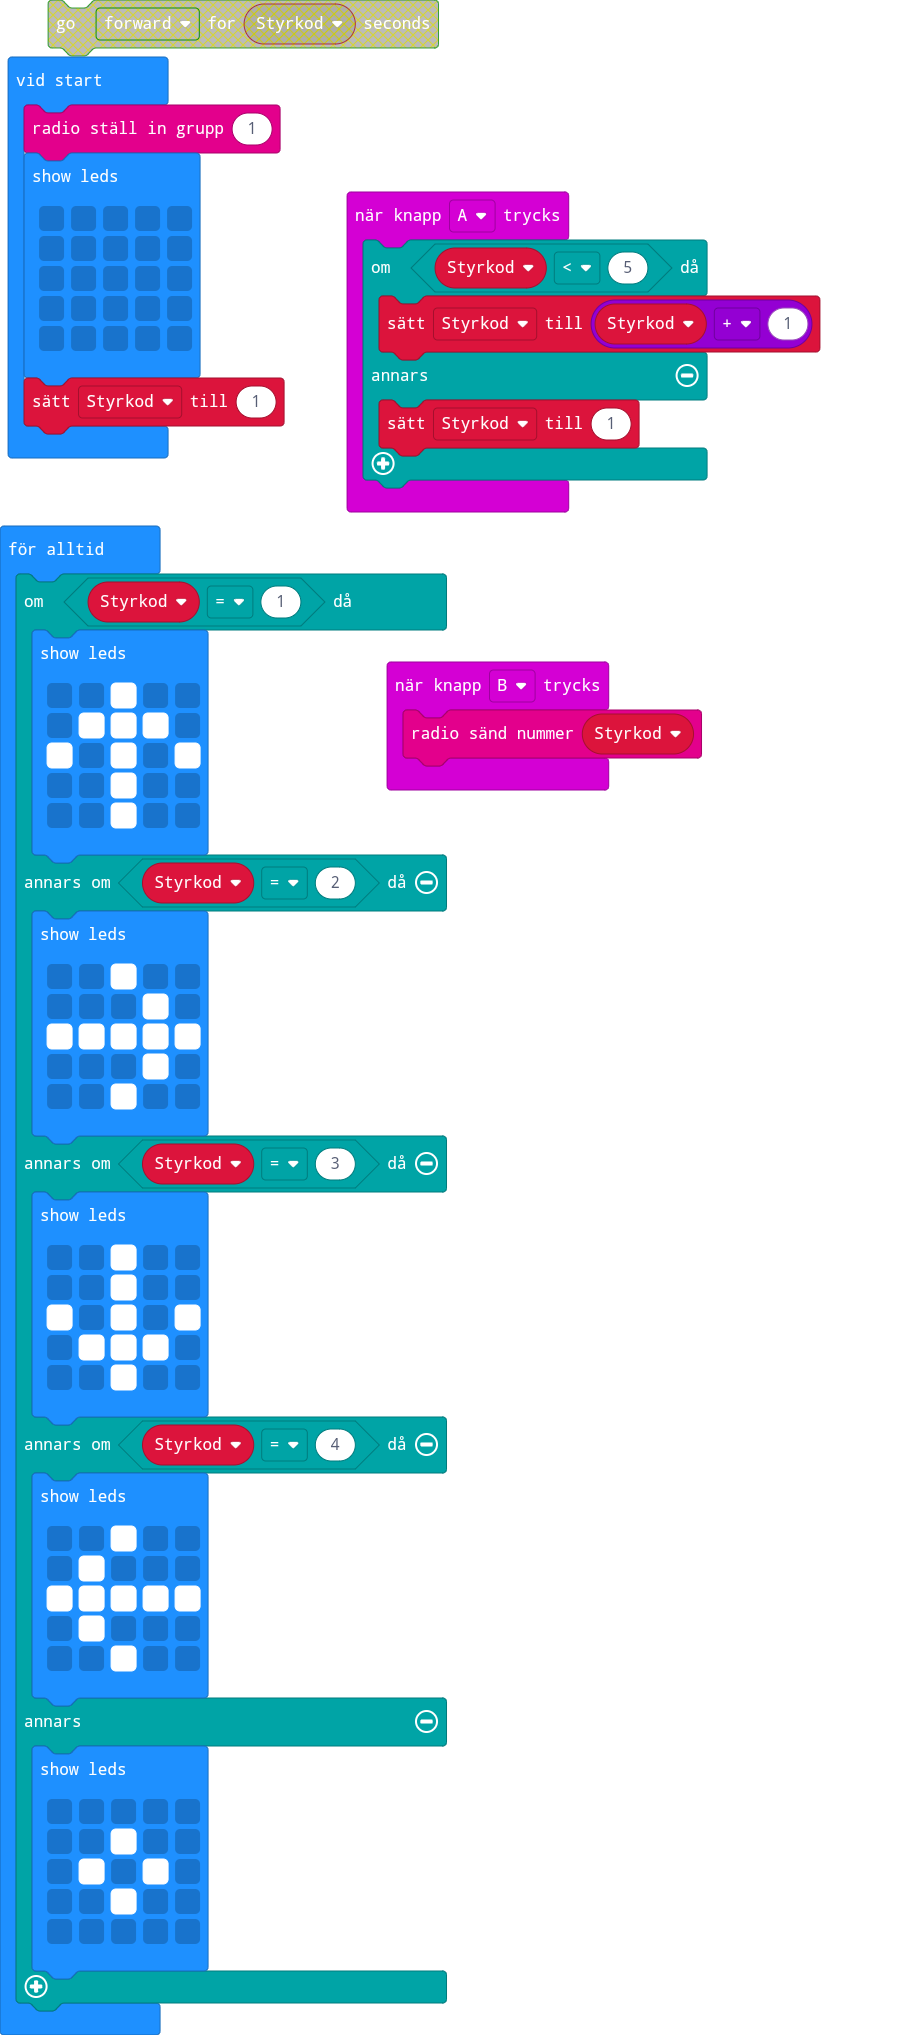 go forward for Styrkod seconds
vid start
radio ställ in grupp 1
show leds
sätt Styrkod till 1
när knapp A trycks
om Styrkod < 5 då
sätt Styrkod till Styrkod + 1
annars
sätt Styrkod till 1
för alltid
om Styrkod = 1 då
show leds
när knapp B trycks
radio sänd nummer Styrkod
annars om Styrkod = 2 då
show leds
annars om Styrkod = 3 då
show leds
annars om Styrkod = 4 då
show leds
annars
show leds